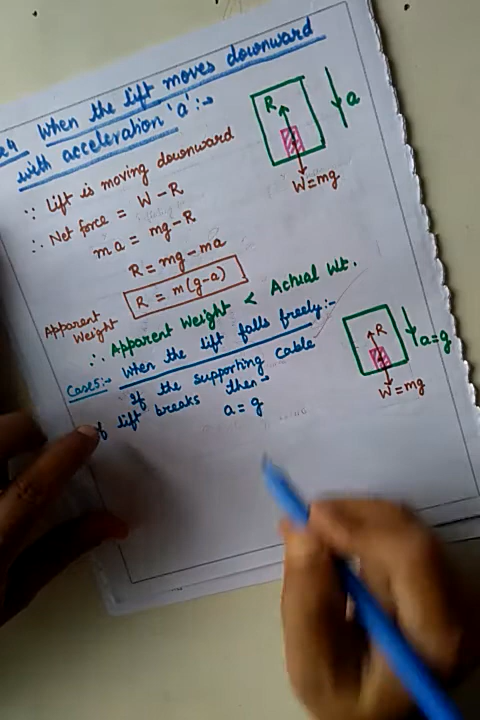 When the lift moves downward
with acceleration 'a' :-
R
a
W=mg
∵ Lift is moving downward
∴ Net force = W - R
ma = mg - R
R = mg - ma
Apparent Weight R = m(g-a)
∴ Apparent Weight < Actual Wt.
Case5:- When the lift falls freely:-
If the supporting cable
of lift breaks then-
a = g
R
a=g
W=mg